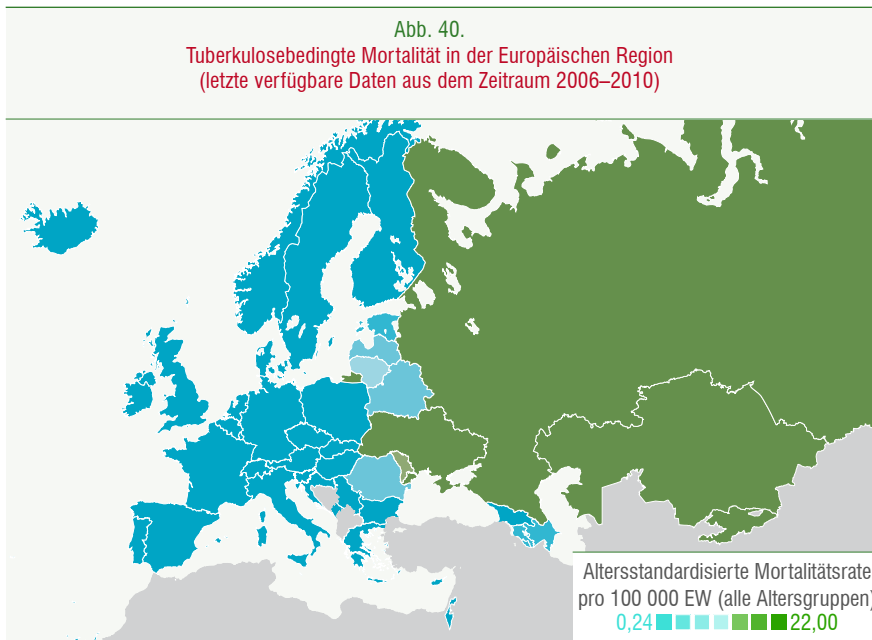 Abb. 40.
Tuberkulosebedingte Mortalität in der Europäischen Region
(letzte verfügbare Daten aus dem Zeitraum 2006–2010)
Altersstandardisierte Mortalitätsrate
pro 100 000 EW (alle Altersgruppen)
0,24 22,00